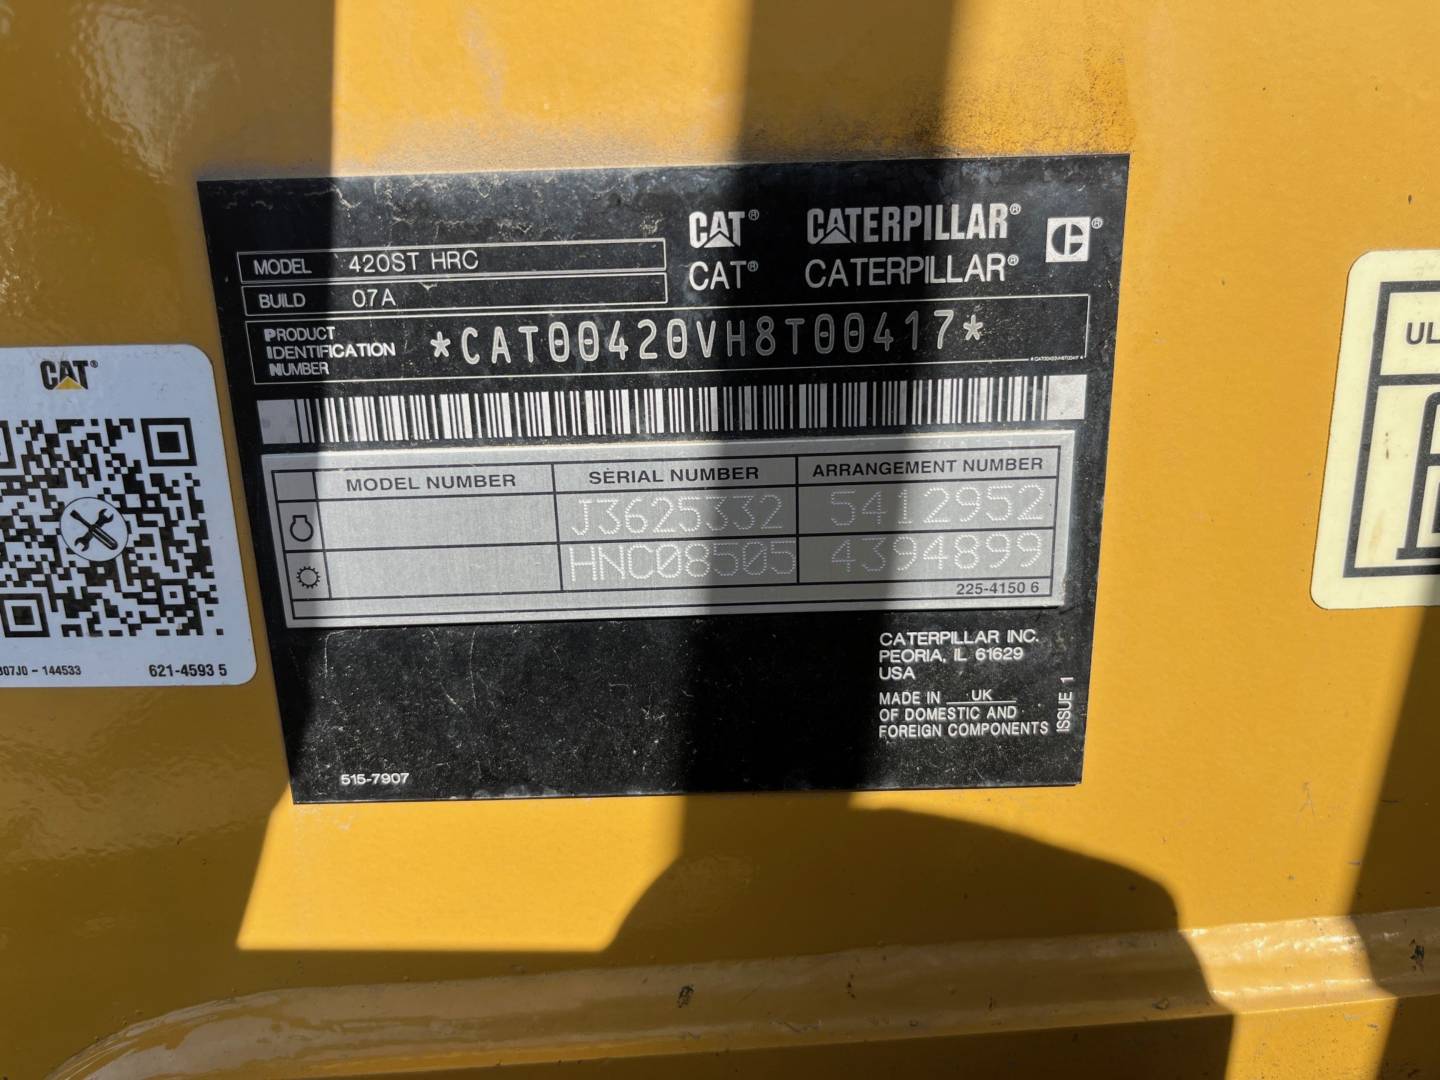 CAT® CATERPILLAR® ®
CAT® CATERPILLAR®
MODEL 420ST HRC
BUILD 07A
PRODUCT IDENTIFICATION NUMBER *CAT00420VH8T00417*
MODEL NUMBER SERIAL NUMBER ARRANGEMENT NUMBER
J3625332 5412952
HNC08505 4394899
225-4150 6
CATERPILLAR INC.
PEORIA, IL 61629
USA
MADE IN UK
OF DOMESTIC AND
FOREIGN COMPONENTS
ISSUE 1
515-7907
CAT®
144533 621-4593 5
UL